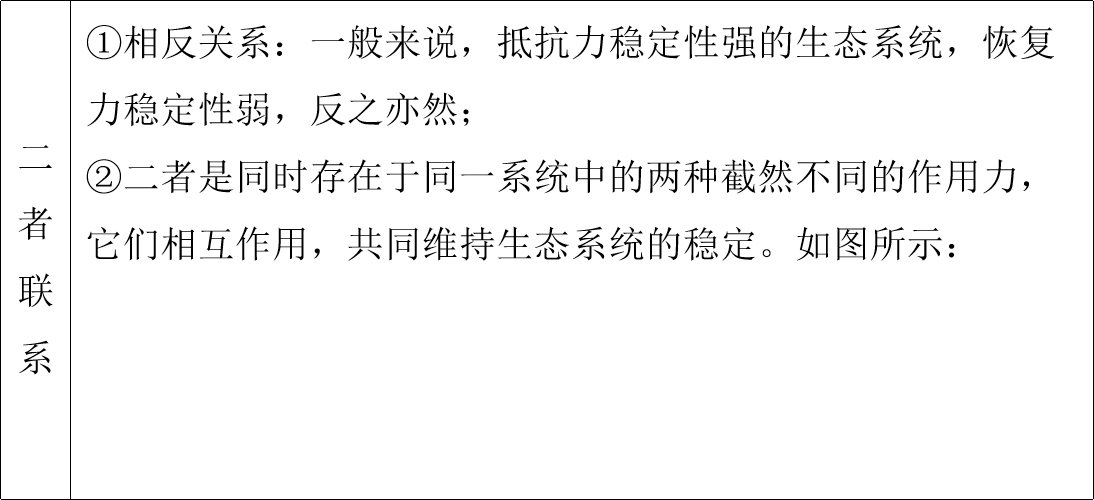 二者联系
①相反关系：一般来说，抵抗力稳定性强的生态系统，恢复
力稳定性弱，反之亦然；
②二者是同时存在于同一系统中的两种截然不同的作用力，
它们相互作用，共同维持生态系统的稳定。如图所示：